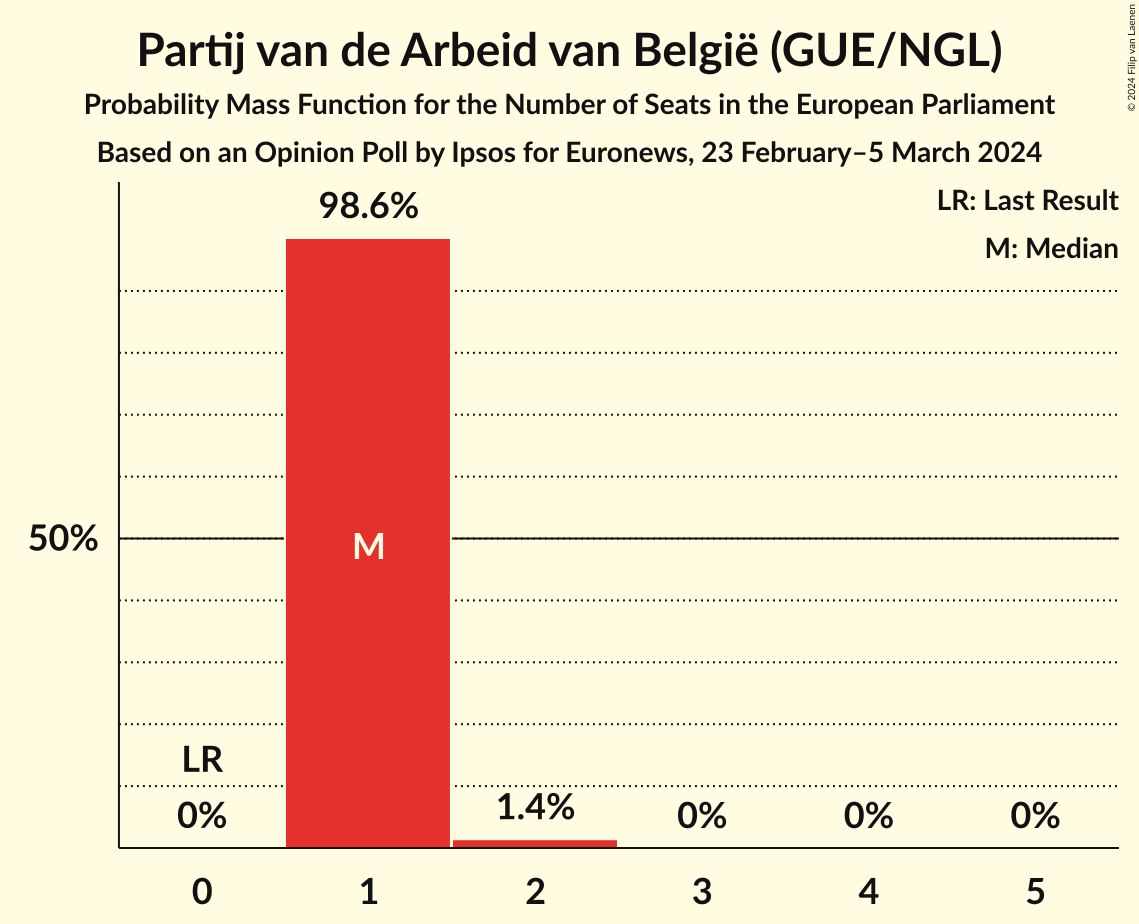 Partij van de Arbeid van België (GUE/NGL)
Probability Mass Function for the Number of Seats in the European Parliament
Based on an Opinion Poll by Ipsos for Euronews, 23 February–5 March 2024
© 2024 Filip van Laenen
LR: Last Result
M: Median
98.6%
50%
M
LR
0%
1.4%
0%
0%
0%
0
1
2
3
4
5